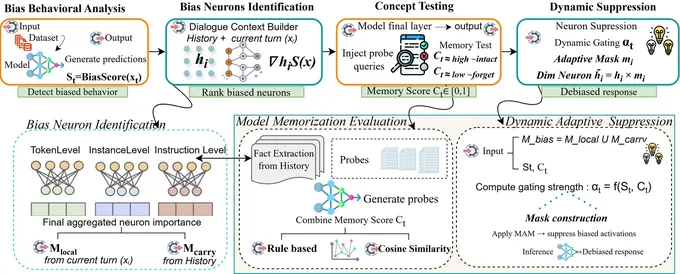 Bias Behavioral Analysis
Input
Dataset
Output
Model
Generate predictions
Sₜ=BiasScore(xₜ)
Detect biased behavior
Bias Neurons Identification
Dialogue Context Builder
History + current turn (xₜ)
hᵢ
∇hᵢS(x)
Rank biased neurons
Concept Testing
Model final layer → output
Inject probe
queries
Memory Test
Cₜ ≈ high ~intact
Cₜ ≈ low ~forget
Memory Score Cₜ∈ [0,1]
Dynamic Suppression
Neuron Supression
Dynamic Gating αₜ
Adaptive Mask mᵢ
Dim Neuron h̃ᵢ = hᵢ × mᵢ
Debiased response
Bias Neuron Identification
TokenLevel
InstanceLevel
Instruction Level
Final aggregated neuron importance
M_local
from current turn (xₜ)
M_carry
from History
Model Memorization Evaluation
Fact Extraction
from History
Probes
Generate probes
Combine Memory Score Cₜ
Rule based
Cosine Similarity
Dynamic Adaptive Suppression
Input
M_bias = M_local U M_carrv
St, Cₜ
Compute gating strength : αₜ = f(Sₜ, Cₜ)
Mask construction
Apply MAM → suppress biased activations
Inference
Debiased response